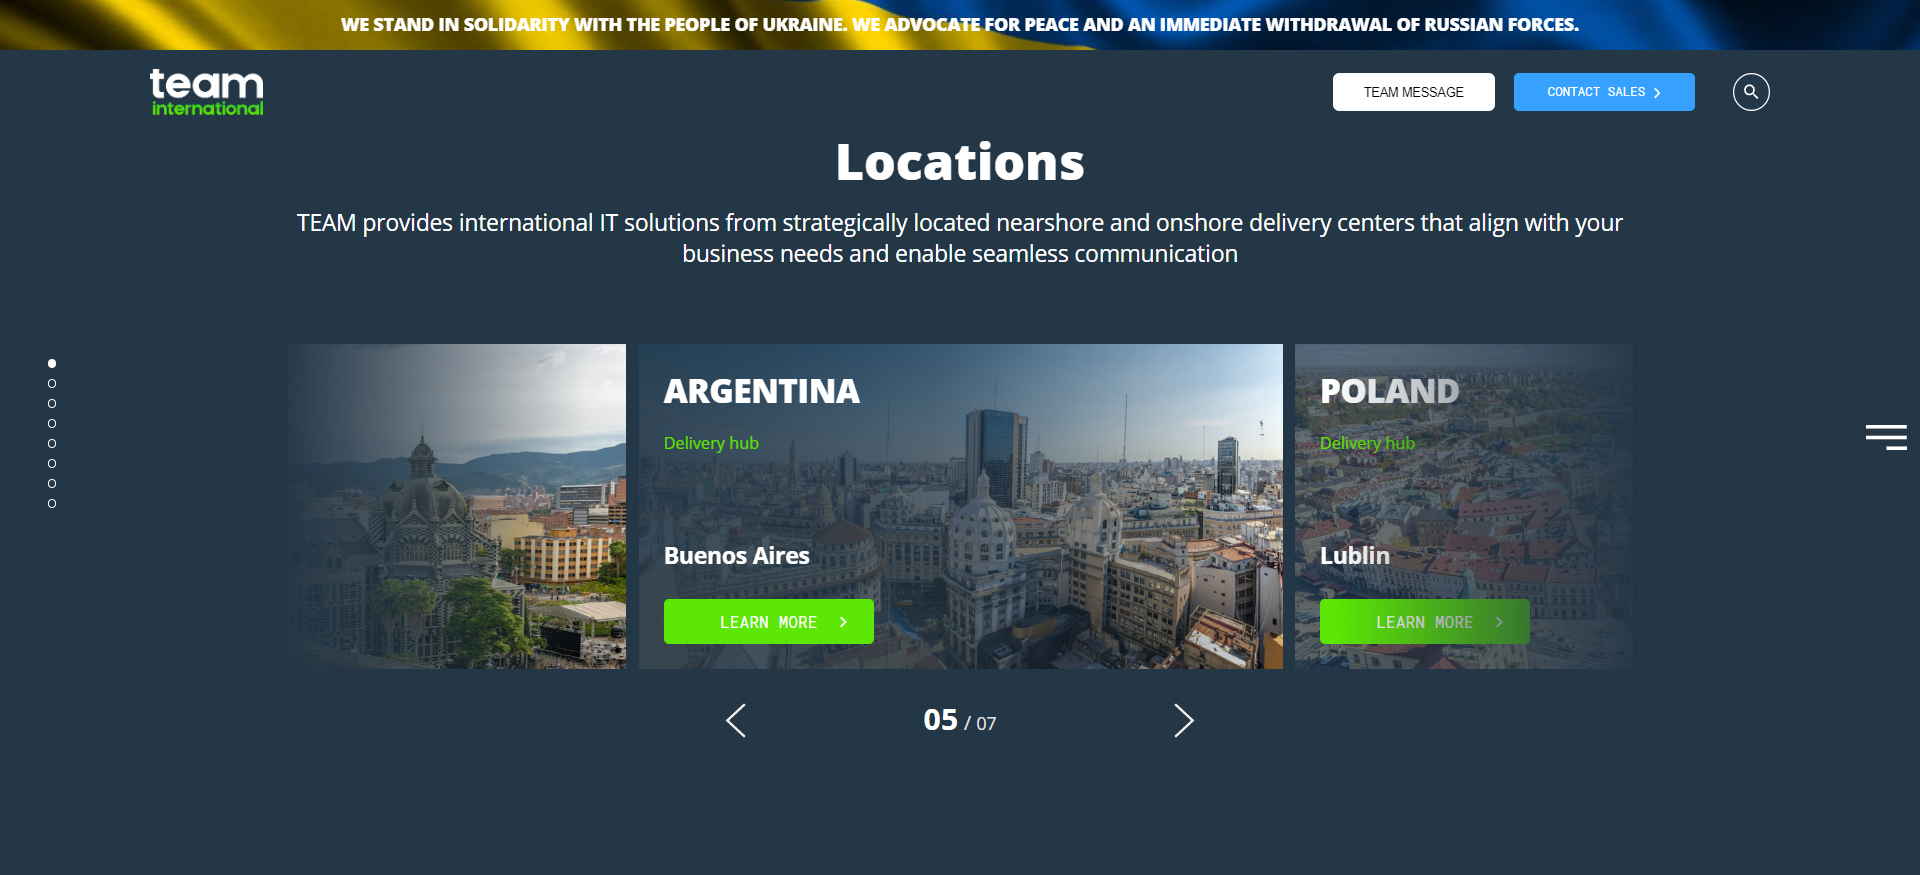 WE STAND IN SOLIDARITY WITH THE PEOPLE OF UKRAINE. WE ADVOCATE FOR PEACE AND AN IMMEDIATE WITHDRAWAL OF RUSSIAN FORCES.
team
international
TEAM MESSAGE
CONTACT SALES
Locations
TEAM provides international IT solutions from strategically located nearshore and onshore delivery centers that align with your
business needs and enable seamless communication
ARGENTINA
Delivery hub
Buenos Aires
LEARN MORE
POLAND
Delivery hub
Lublin
LEARN MORE
05 / 07